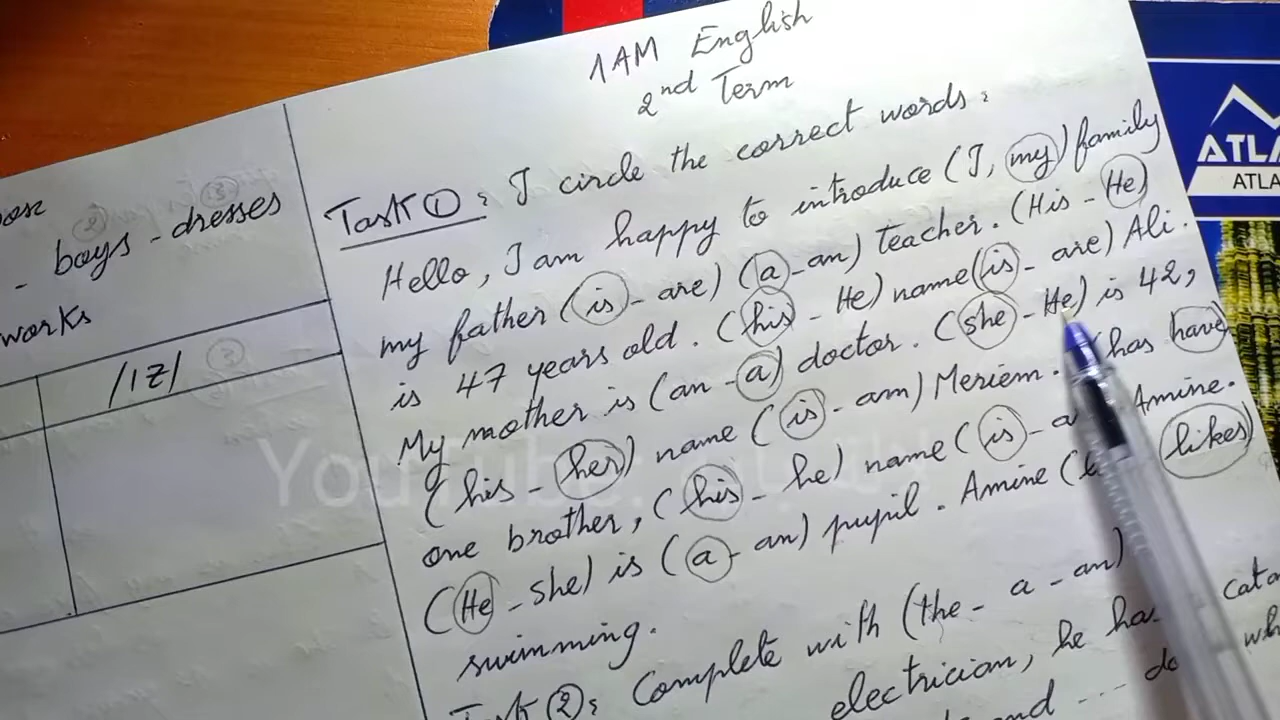 1AM English
2nd Term
Task ①: I circle the correct words:
Hello, I am happy to introduce (I, my) family
my father (is - are) (a - an) teacher. (His - He)
is 47 years old. (his - He) name (is - are) Ali.
My mother is (an - a) doctor. (she - He) is 42,
(his - her) name (is - am) Meriem. (has have)
one brother, (his - he) name (is - a Amine.
(He - she) is (a - an) pupil. Amine ( likes)
swimming.
Task ②: Complete with (the - a - an)
electrician, he ha
- boys - dresses
works
/ız/
ATLA
ATLA
YouTube